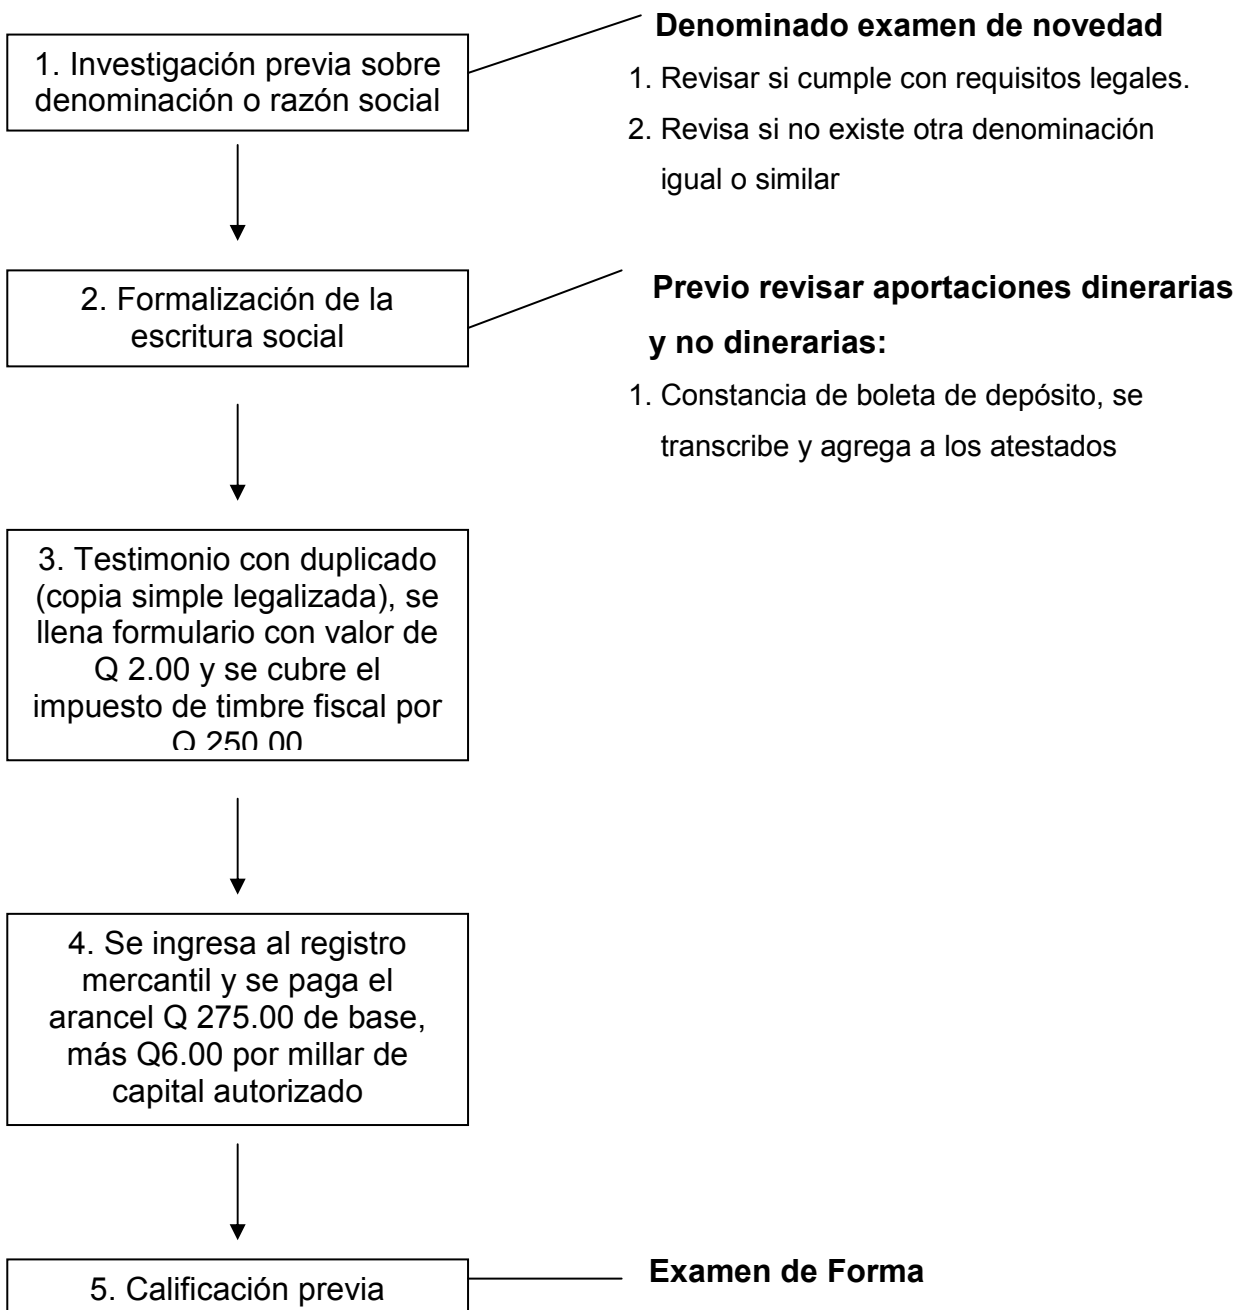 1. Investigación previa sobre
denominación o razón social
Denominado examen de novedad
1. Revisar si cumple con requisitos legales.
2. Revisa si no existe otra denominación
igual o similar
2. Formalización de la
escritura social
Previo revisar aportaciones dinerarias
y no dinerarias:
1. Constancia de boleta de depósito, se
transcribe y agrega a los atestados
3. Testimonio con duplicado
(copia simple legalizada), se
llena formulario con valor de
Q 2.00 y se cubre el
impuesto de timbre fiscal por
Q 250.00
4. Se ingresa al registro
mercantil y se paga el
arancel Q 275.00 de base,
más Q6.00 por millar de
capital autorizado
5. Calificación previa
Examen de Forma